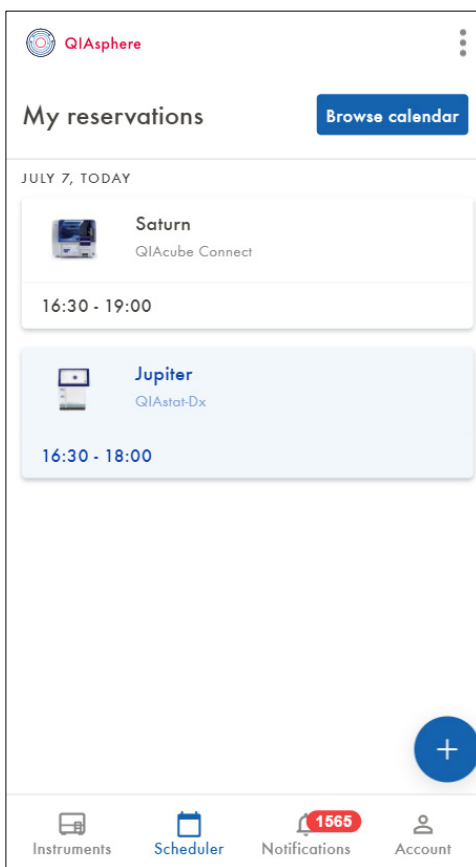 QIAsphere
My reservations
Browse calendar
JULY 7, TODAY
Saturn
QIAcube Connect
16:30 - 19:00
Jupiter
QIAstat-Dx
16:30 - 18:00
+
1565
Instruments
Scheduler
Notifications
Account